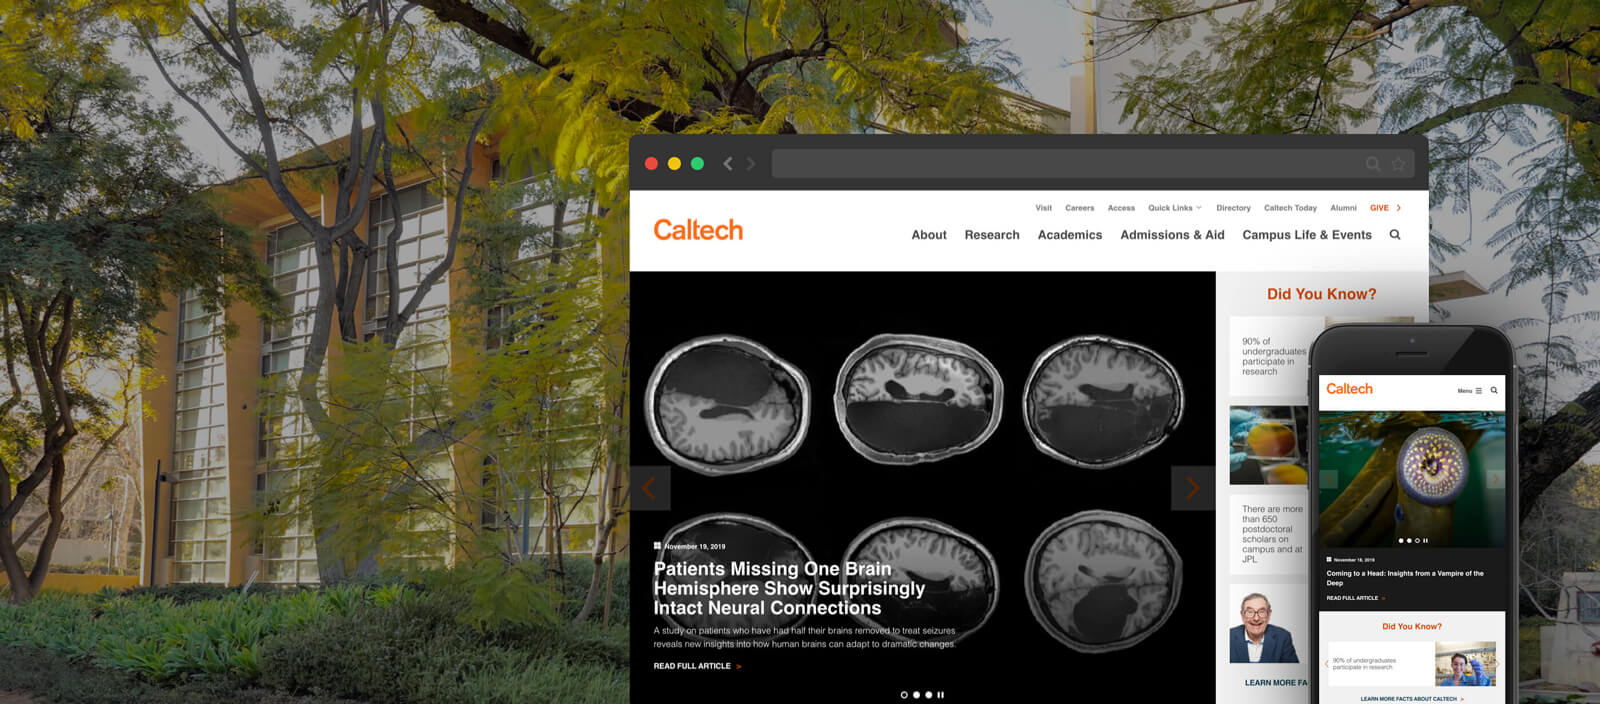 Visit Careers Access Quick Links Directory Caltech Today Alumni GIVE
Caltech
About Research Academics Admissions & Aid Campus Life & Events
Did You Know?
90% of
undergraduates
participate in
research
There are more
than 650
postdoctoral
scholars on
campus and at
JPL
LEARN MORE FA
November 19, 2019
Patients Missing One Brain
Hemisphere Show Surprisingly
Intact Neural Connections
A study on patients who have had half their brains removed to treat seizures
reveals new insights into how human brains can adapt to dramatic changes.
READ FULL ARTICLE >
Caltech
Menu
November 18, 2019
Coming to a Head: Insights from a Vampire of the
Deep
READ FULL ARTICLE >
Did You Know?
90% of undergraduates
participate in research
LEARN MORE FACTS ABOUT CALTECH >